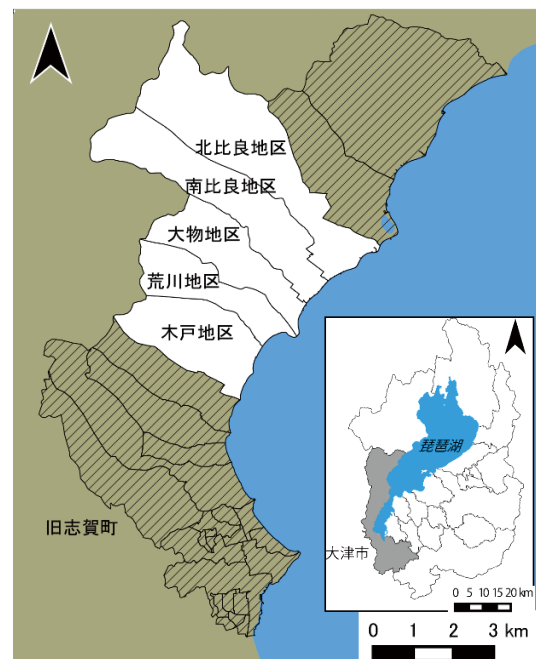 北比良地区
南比良地区
大物地区
荒川地区
木戸地区
旧志賀町
琵琶湖
大津市
0 5 10 15 20 km
0 1 2 3 km